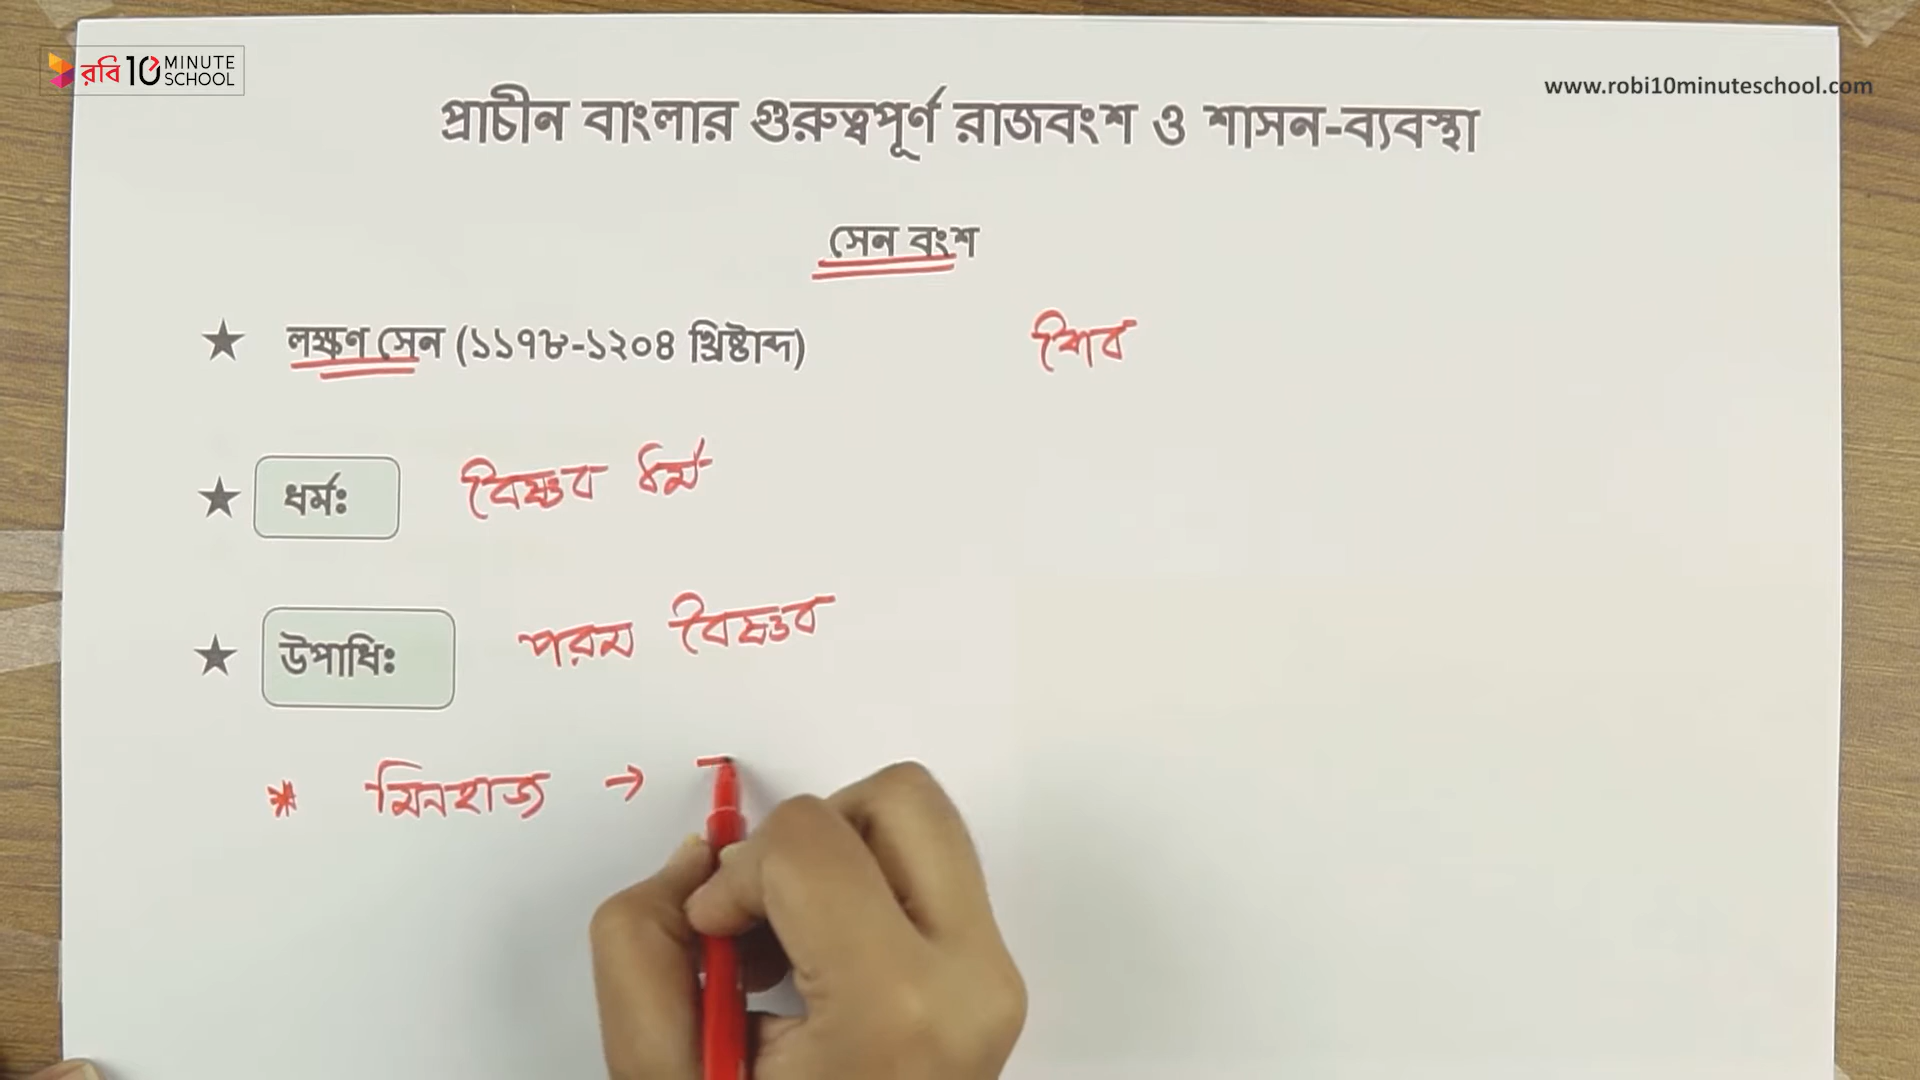 রবি 10 MINUTE SCHOOL
www.robi10minuteschool.com
প্রাচীন বাংলার গুরুত্বপূর্ণ রাজবংশ ও শাসন-ব্যবস্থা
সেন বংশ
★ লক্ষণ সেন (১১৭৮-১২০৪ খ্রিষ্টাব্দ) শৈব
★ ধর্মঃ বৈষ্ণব ধর্ম
★ উপাধিঃ পরম বৈষ্ণব
* মিনহাজ →